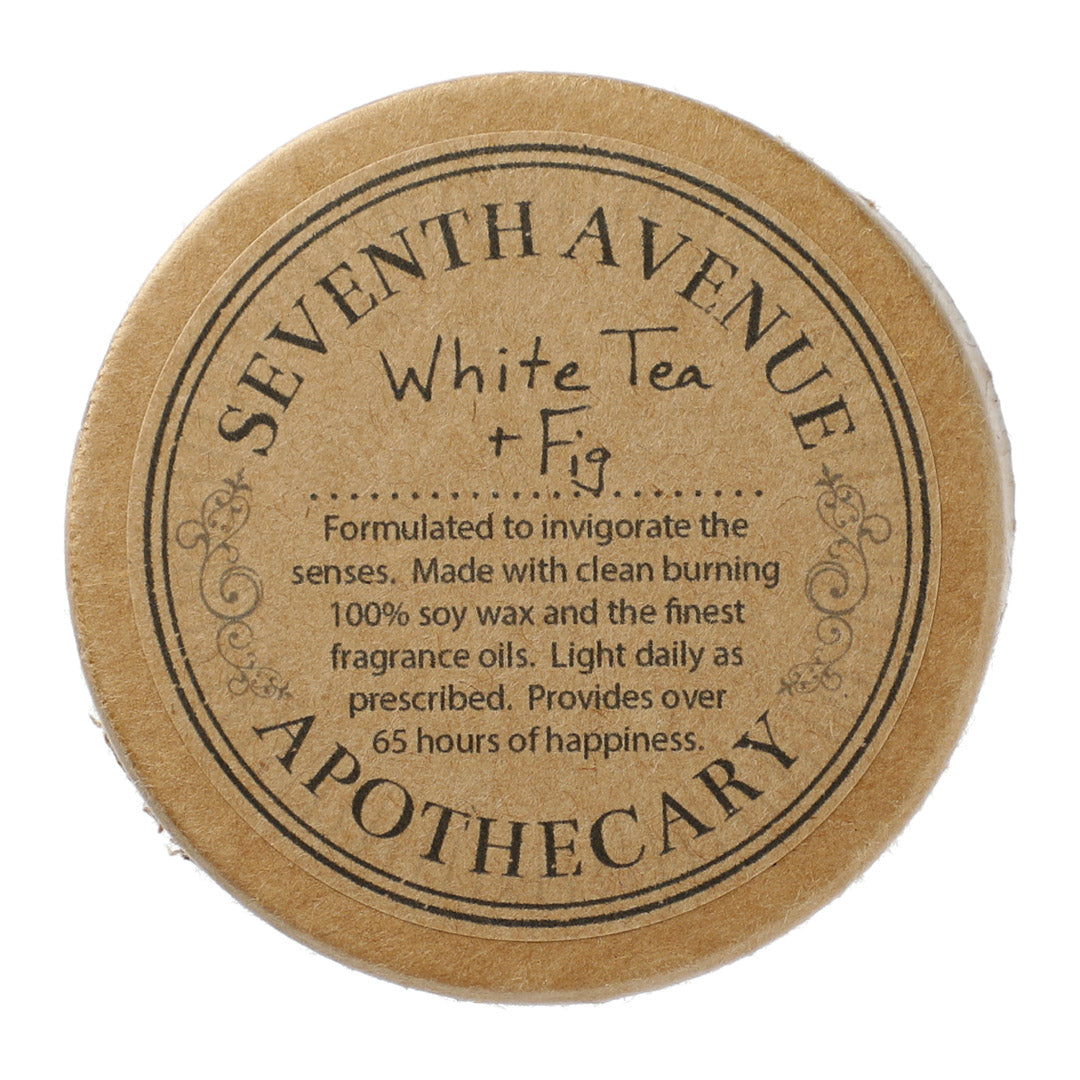 SEVENTH AVENUE
White Tea
+ Fig
Formulated to invigorate the
senses. Made with clean burning
100% soy wax and the finest
fragrance oils. Light daily as
prescribed. Provides over
65 hours of happiness.
APOTHECARY